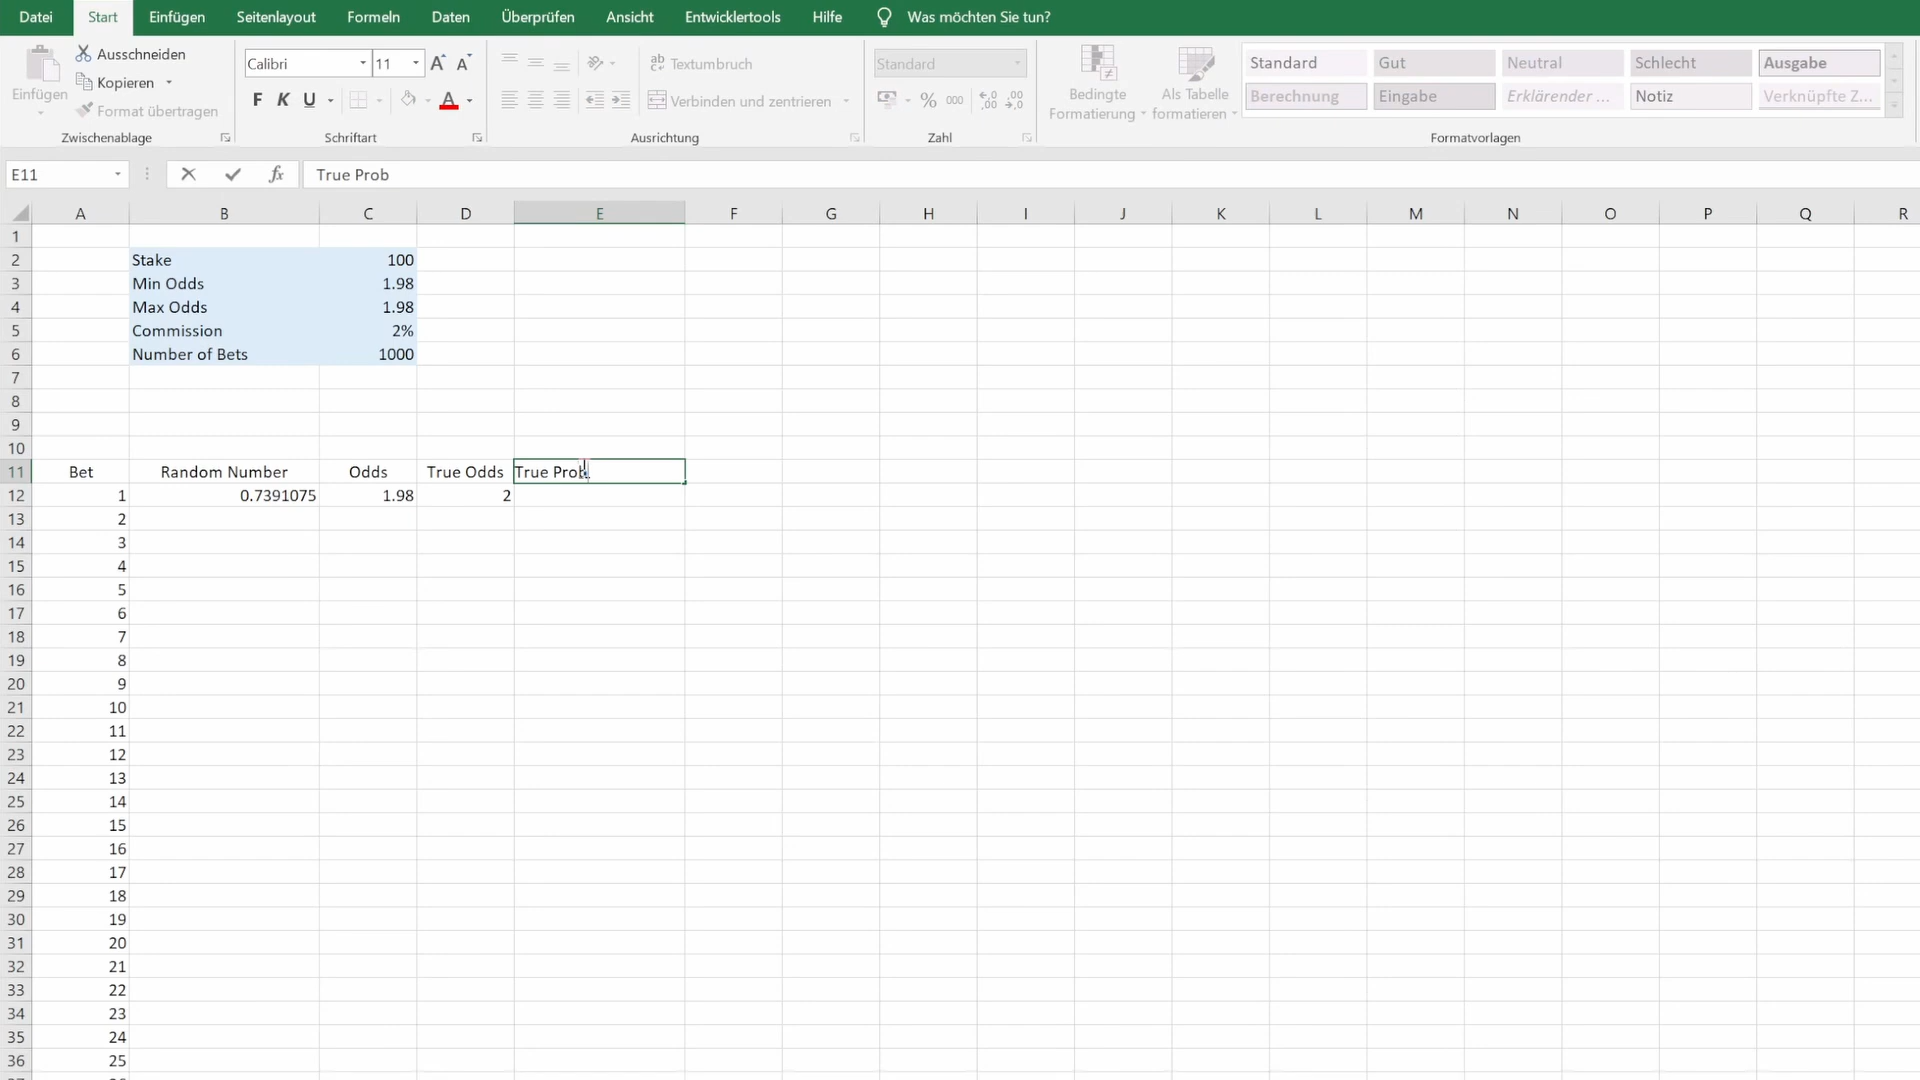 Datei Start Einfügen Seitenlayout Formeln Daten Überprüfen Ansicht Entwicklertools Hilfe Was möchten Sie tun?
Einfügen
Ausschneiden
Kopieren
Format übertragen
Zwischenablage
Calibri 11 A A
F K U A
Schriftart
Textumbruch
Verbinden und zentrieren
Ausrichtung
Standard
% 000 ,00 ,00
Zahl
Bedingte Formatierung
Als Tabelle formatieren
Standard Gut Neutral Schlecht Ausgabe
Berechnung Eingabe Erklärender ... Notiz Verknüpfte Z...
Formatvorlagen
E11 fx True Prob
A B C D E F G H I J K L M N O P Q R
1
2 Stake 100
3 Min Odds 1.98
4 Max Odds 1.98
5 Commission 2%
6 Number of Bets 1000
7
8
9
10
11 Bet Random Number Odds True Odds True Prob
12 1 0.7391075 1.98 2
13 2
14 3
15 4
16 5
17 6
18 7
19 8
20 9
21 10
22 11
23 12
24 13
25 14
26 15
27 16
28 17
29 18
30 19
31 20
32 21
33 22
34 23
35 24
36 25